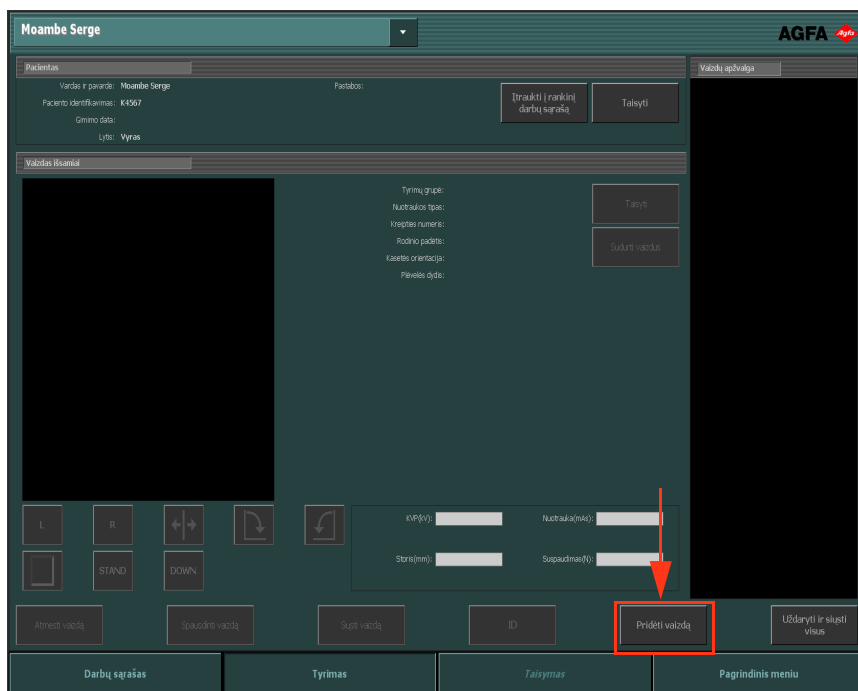 Moambe Serge
AGFA
Agfa
Pacientas
Vaizdų apžvalga
Vardas ir pavardė: Moambe Serge
Pastabos:
Paciento identifikavimas: K4567
Gimimo data:
Lytis: Vyras
Įtraukti į rankinį
darbų sąrašą
Taisyti
Vaizdas išsamiai
Tyrimų grupė:
Nuotraukos tipas:
Kreipties numeris:
Rodinio padėtis:
Kasetės orientacija:
Plėvelės dydis:
Taisyti
Sudurti vaizdus
L
R
KVP(kV):
Nuotrauka(mAs):
STAND
DOWN
Storis(mm):
Suspaudimas(N):
Atmesti vaizdą
Spausdinti vaizdą
Siųsti vaizdą
ID
Pridėti vaizdą
Uždaryti ir siųsti
visus
Darbų sąrašas
Tyrimas
Taisymas
Pagrindinis meniu